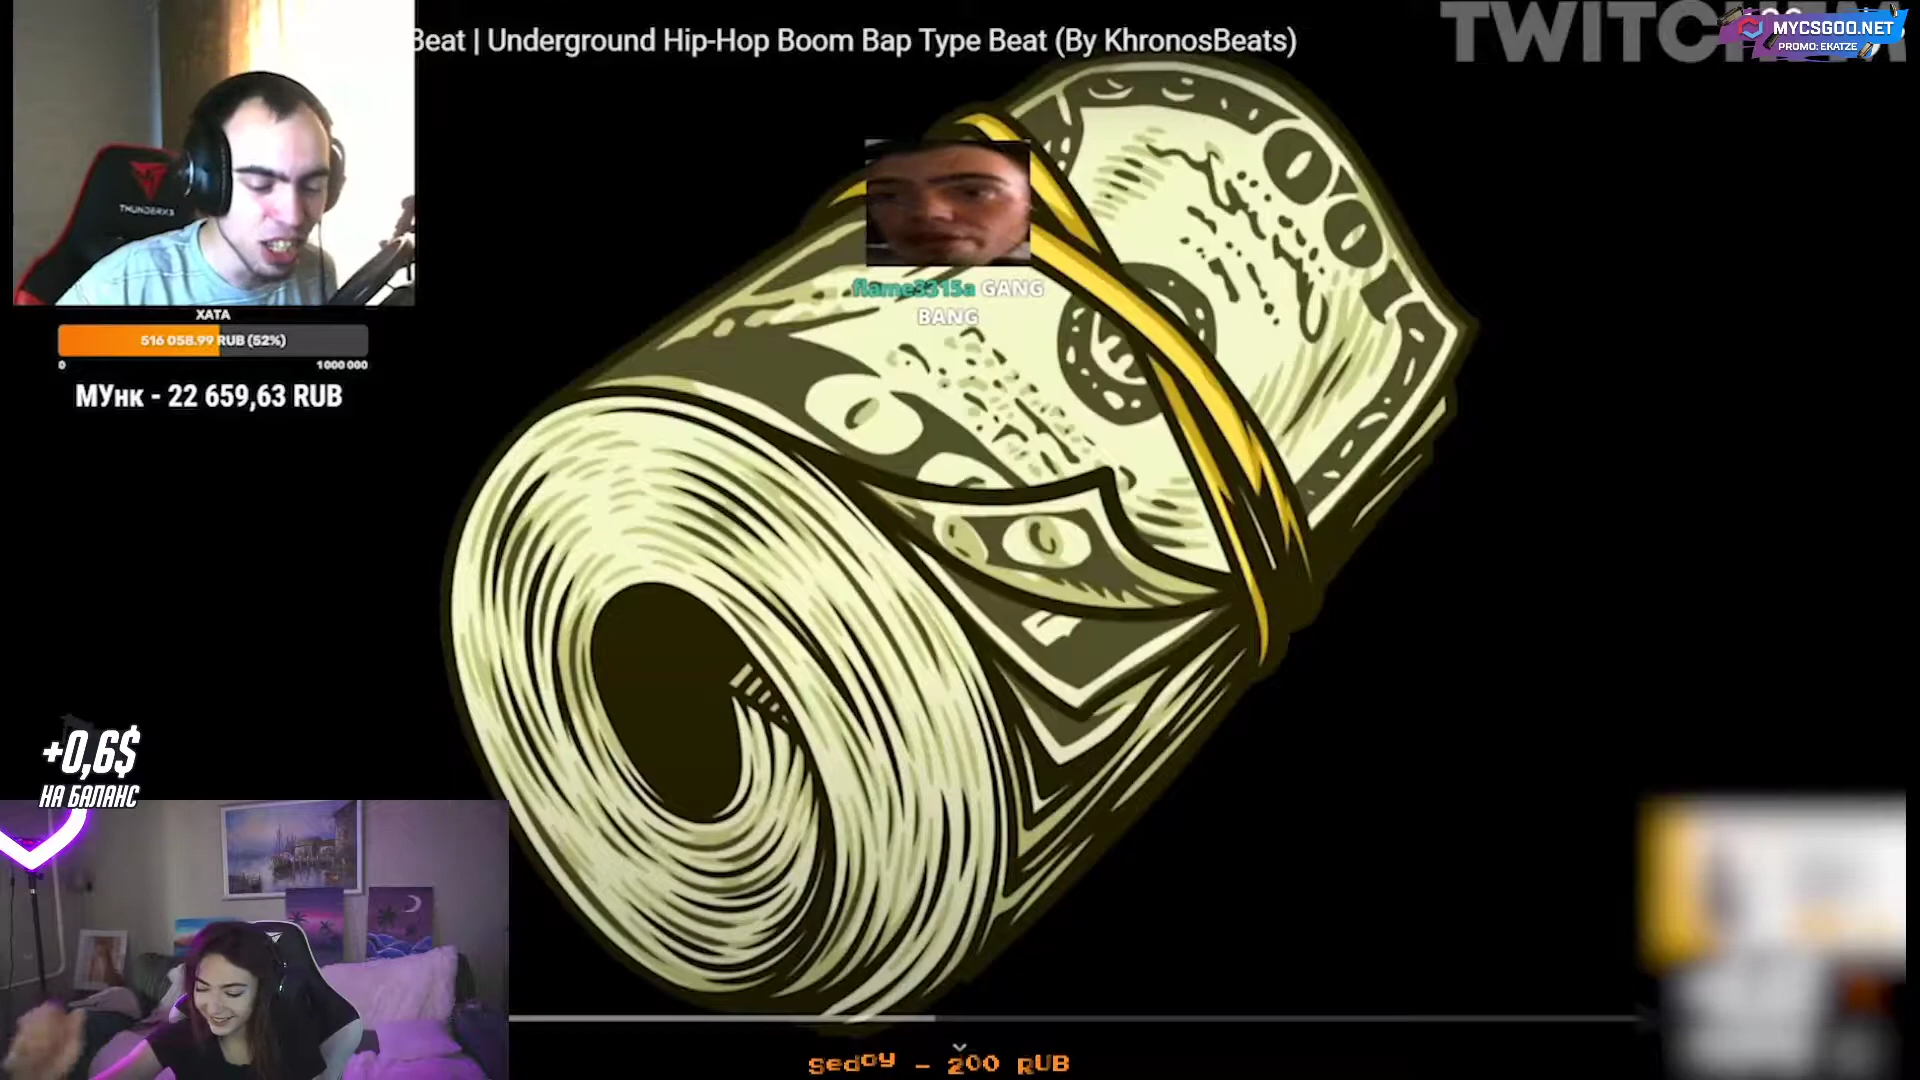 Beat | Underground Hip-Hop Boom Bap Type Beat (By KhronosBeats)
MYCSGOO.NET
PROMO: EKATZE
THUNDERX3
flame3315a GANG
BANG
ХАТА
516 058.99 RUB (52%)
0
1000 000
МУнк - 22 659,63 RUB
100
+0,6$
НА БАЛАНС
sedoy - 200 RUB